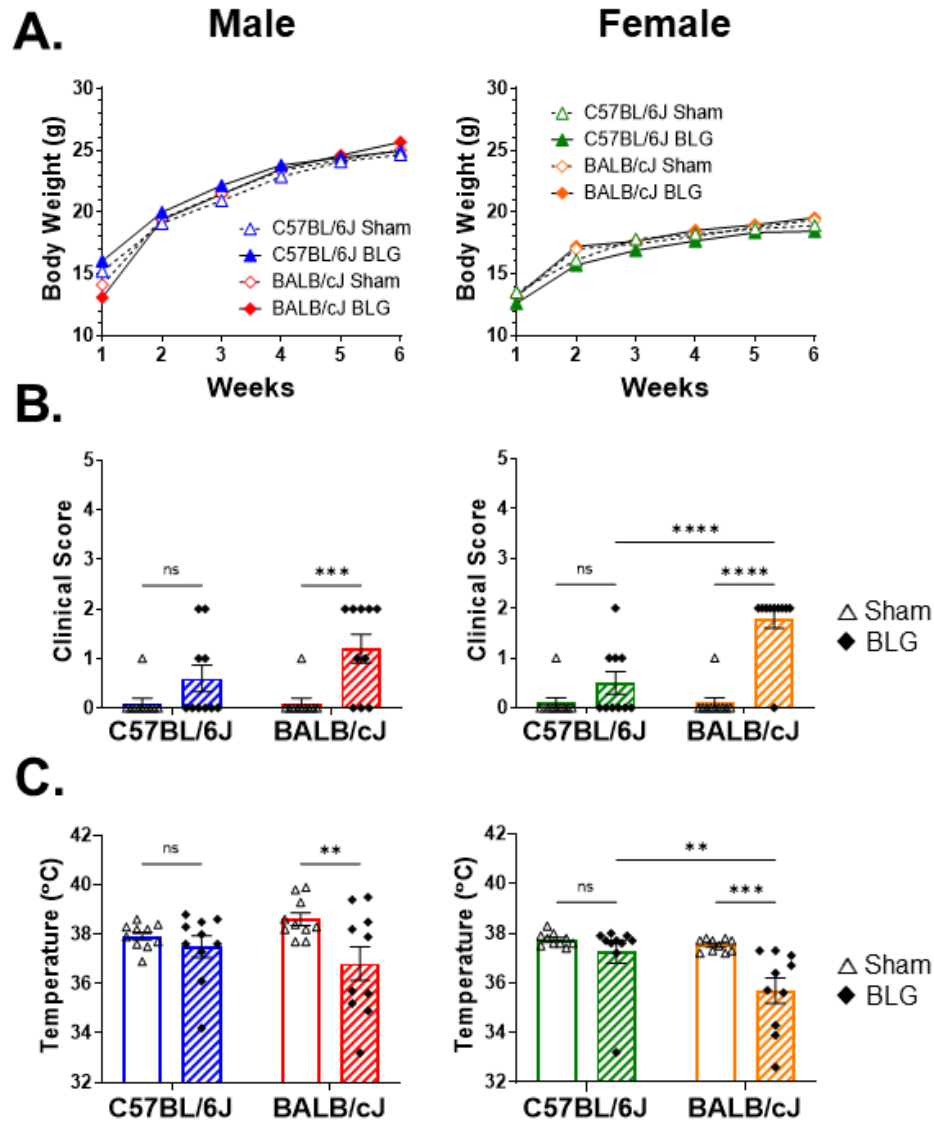 A.
Male
Female
Body Weight (g)
30
25
20
15
10
C57BL/6J Sham
C57BL/6J BLG
BALB/cJ Sham
BALB/cJ BLG
1 2 3 4 5 6
Weeks
Body Weight (g)
30
25
20
15
10
C57BL/6J Sham
C57BL/6J BLG
BALB/cJ Sham
BALB/cJ BLG
1 2 3 4 5 6
Weeks
B.
Clinical Score
5
4
3
2
1
0
ns
***
C57BL/6J BALB/cJ
Clinical Score
5
4
3
2
1
0
ns
****
****
C57BL/6J BALB/cJ
Sham
BLG
C.
Temperature (°C)
42
40
38
36
34
32
ns
**
C57BL/6J BALB/cJ
Temperature (°C)
42
40
38
36
34
32
ns
**
***
C57BL/6J BALB/cJ
Sham
BLG